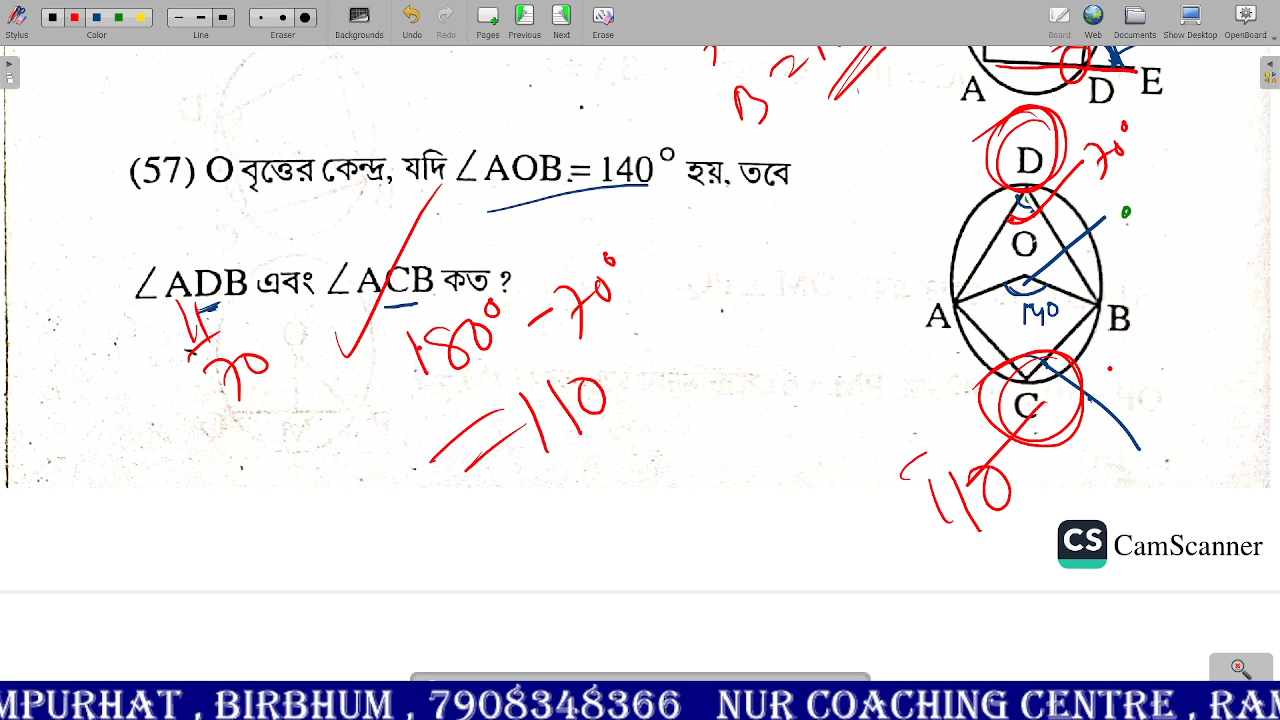 Stylus Color Line Eraser Backgrounds Undo Redo Pages Previous Next Erase Board Web Documents Show Desktop OpenBoard
A D E
(57) O বৃত্তের কেন্দ্র, যদি ∠AOB = 140° হয়, তবে
∠ADB এবং ∠ACB কত ?
70
180° - 70°
= 110
D
70°
O
A
B
140
C
110
CS CamScanner
MPURHAT , BIRBHUM, 7908348366 NUR COACHING CENTRE , RAM